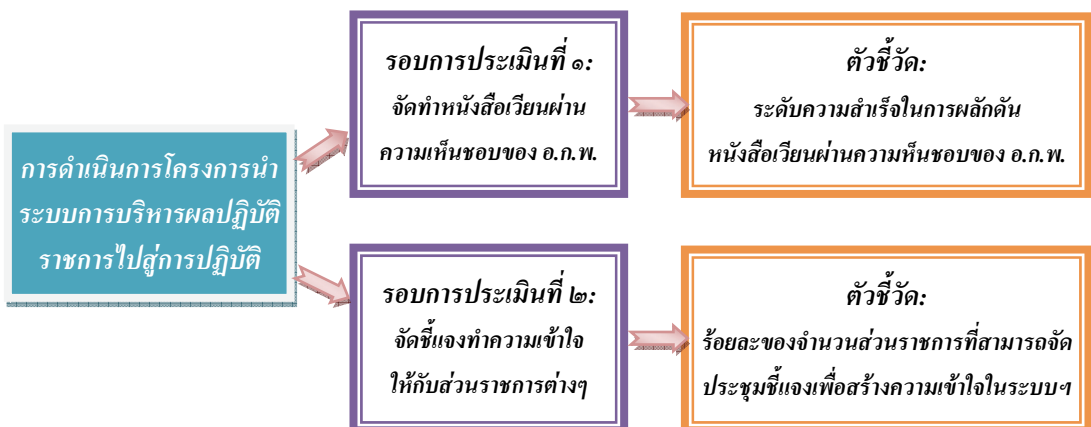 การดำเนินการโครงการนำ
ระบบการบริหารผลปฏิบัติ
ราชการไปสู่การปฏิบัติ
รอบการประเมินที่ ๑:
จัดทำหนังสือเวียนผ่าน
ความเห็นชอบของ อ.ก.พ.
ตัวชี้วัด:
ระดับความสำเร็จในการผลักดัน
หนังสือเวียนผ่านความห็นชอบของ อ.ก.พ.
รอบการประเมินที่ ๒:
จัดชี้แจงทำความเข้าใจ
ให้กับส่วนราชการต่างๆ
ตัวชี้วัด:
ร้อยละของจำนวนส่วนราชการที่สามารถจัด
ประชุมชี้แจงเพื่อสร้างความเข้าใจในระบบฯ